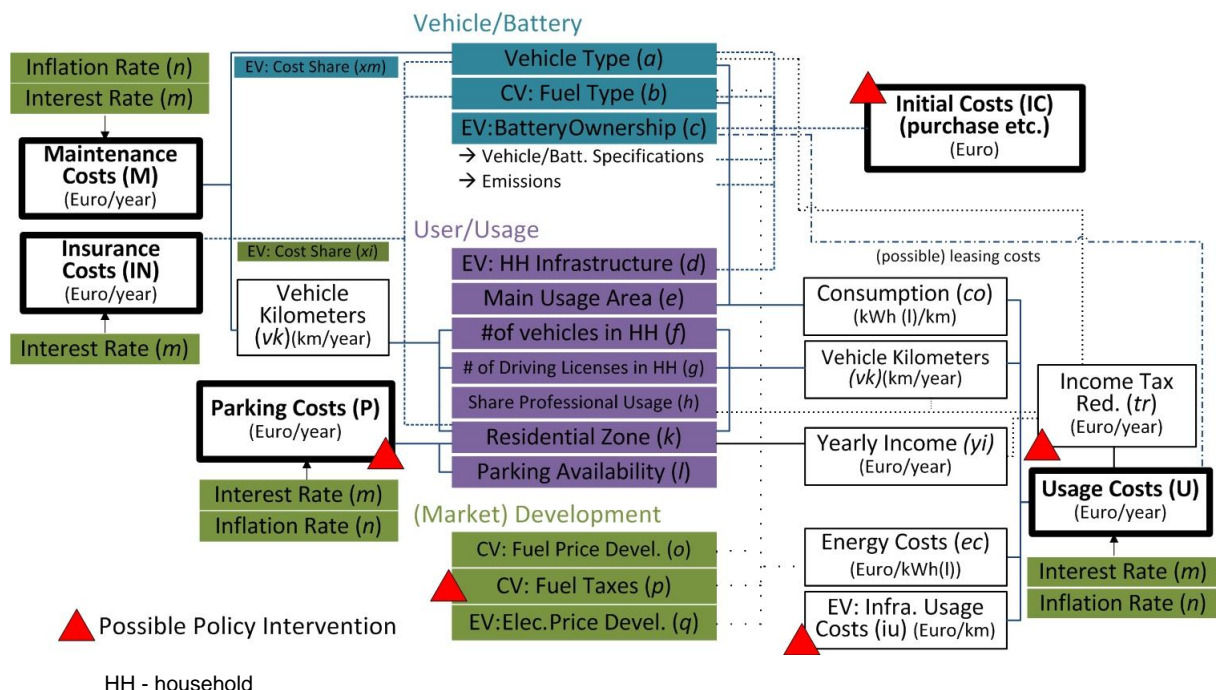 Vehicle/Battery
Inflation Rate (n)
Interest Rate (m)
Maintenance
Costs (M)
(Euro/year)
Insurance
Costs (IN)
(Euro/year)
Interest Rate (m)
EV: Cost Share (xm)
EV: Cost Share (xi)
Vehicle
Kilometers
(vk)(km/year)
Parking Costs (P)
(Euro/year)
Interest Rate (m)
Inflation Rate (n)
Vehicle Type (a)
CV: Fuel Type (b)
EV:BatteryOwnership (c)
→ Vehicle/Batt. Specifications
→ Emissions
User/Usage
EV: HH Infrastructure (d)
Main Usage Area (e)
#of vehicles in HH (f)
# of Driving Licenses in HH (g)
Share Professional Usage (h)
Residential Zone (k)
Parking Availability (l)
(Market) Development
CV: Fuel Price Devel. (o)
CV: Fuel Taxes (p)
EV:Elec.Price Devel. (q)
Initial Costs (IC)
(purchase etc.)
(Euro)
(possible) leasing costs
Consumption (co)
(kWh (l)/km)
Vehicle Kilometers
(vk)(km/year)
Yearly Income (yi)
(Euro/year)
Energy Costs (ec)
(Euro/kWh(l))
EV: Infra. Usage
Costs (iu) (Euro/km)
Income Tax
Red. (tr)
(Euro/year)
Usage Costs (U)
(Euro/year)
Interest Rate (m)
Inflation Rate (n)
Possible Policy Intervention
HH - household